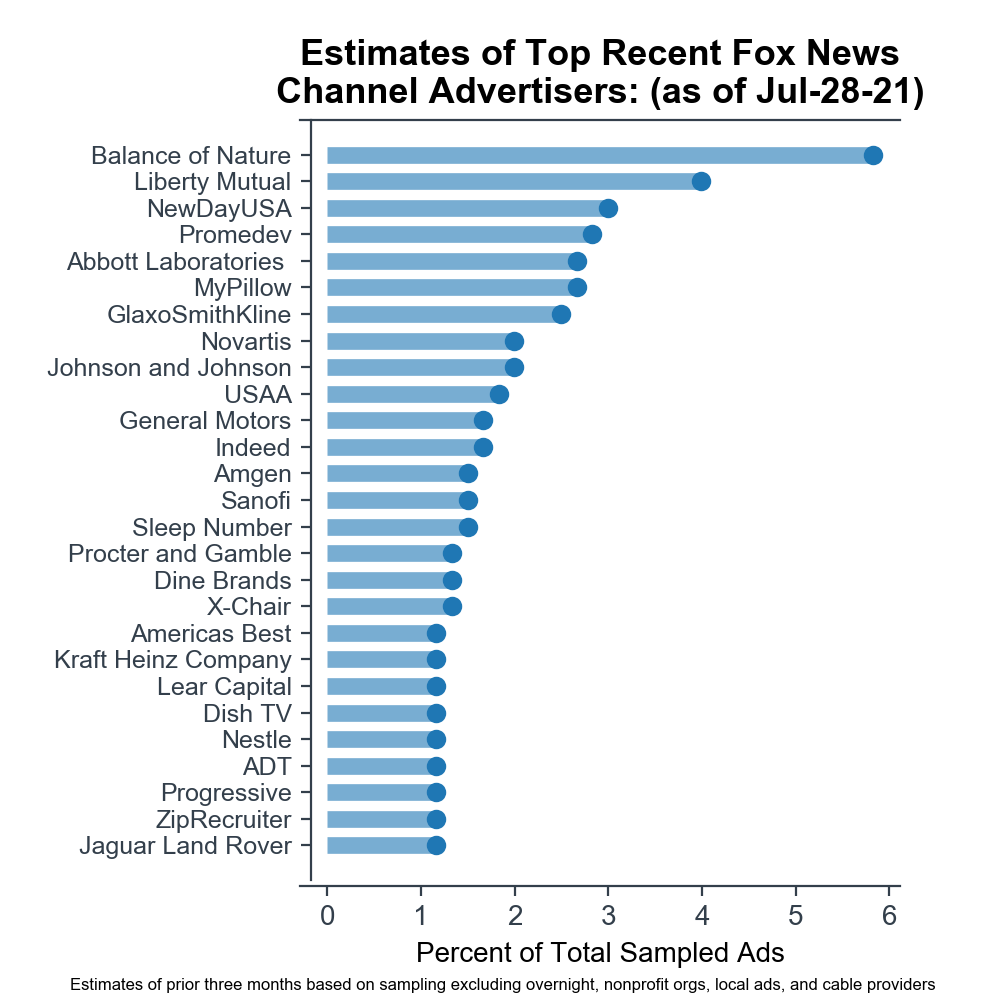 Estimates of Top Recent Fox News
Channel Advertisers: (as of Jul-28-21)
Balance of Nature
Liberty Mutual
NewDayUSA
Promedev
Abbott Laboratories
MyPillow
GlaxoSmithKline
Novartis
Johnson and Johnson
USAA
General Motors
Indeed
Amgen
Sanofi
Sleep Number
Procter and Gamble
Dine Brands
X-Chair
Americas Best
Kraft Heinz Company
Lear Capital
Dish TV
Nestle
ADT
Progressive
ZipRecruiter
Jaguar Land Rover
0 1 2 3 4 5 6
Percent of Total Sampled Ads
Estimates of prior three months based on sampling excluding overnight, nonprofit orgs, local ads, and cable providers